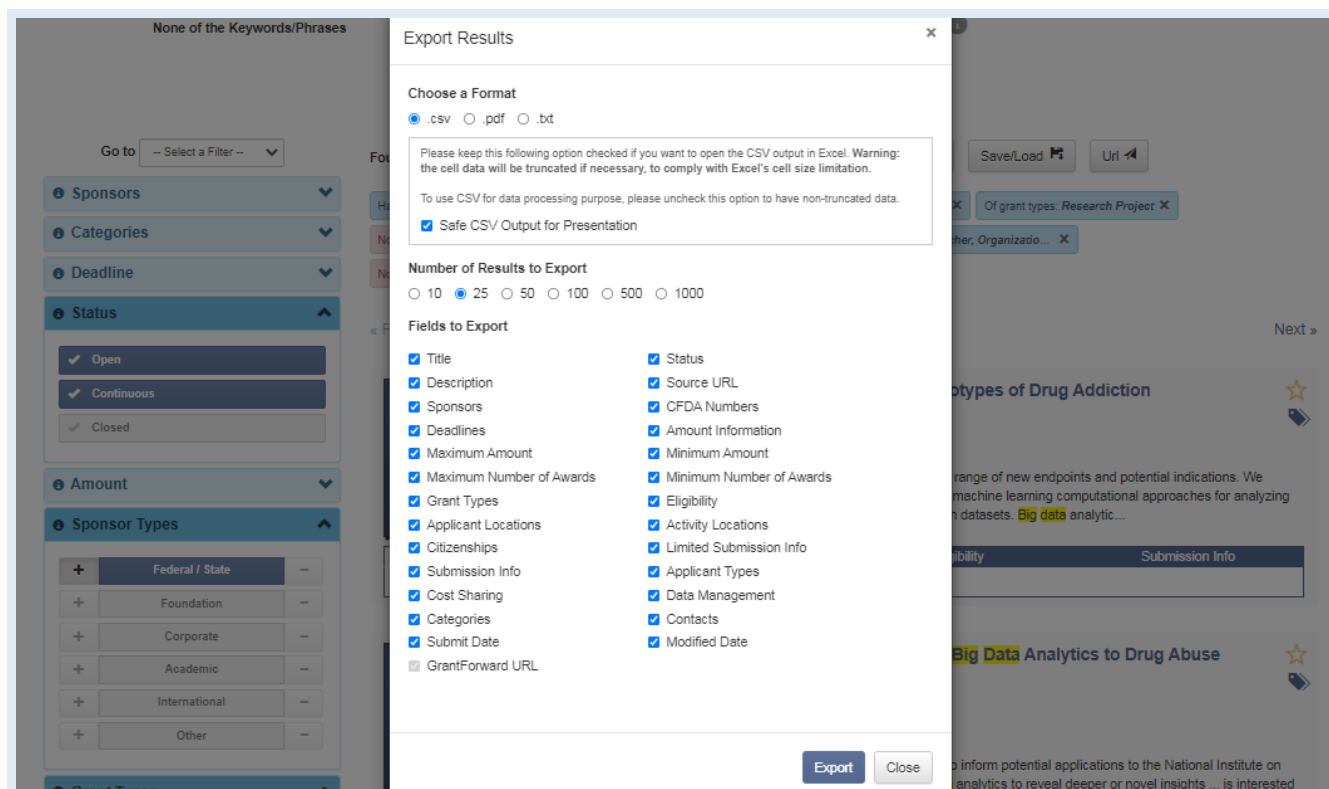 None of the Keywords/Phrases
Export Results
×
Choose a Format
.csv .pdf .txt
Please keep this following option checked if you want to open the CSV output in Excel. Warning:
the cell data will be truncated if necessary, to comply with Excel's cell size limitation.
To use CSV for data processing purpose, please uncheck this option to have non-truncated data.
Safe CSV Output for Presentation
Number of Results to Export
10 25 50 100 500 1000
Fields to Export
Title Status
Description Source URL
Sponsors CFDA Numbers
Deadlines Amount Information
Maximum Amount Minimum Amount
Maximum Number of Awards Minimum Number of Awards
Grant Types Eligibility
Applicant Locations Activity Locations
Citizenships Limited Submission Info
Submission Info Applicant Types
Cost Sharing Data Management
Categories Contacts
Submit Date Modified Date
GrantForward URL
Export Close
Go to -- Select a Filter --
Sponsors
Categories
Deadline
Status
Open
Continuous
Closed
Amount
Sponsor Types
+ Federal / State −
+ Foundation −
+ Corporate −
+ Academic −
+ International −
+ Other −
Save/Load Url
Of grant types: Research Project ×
her, Organizatio... ×
Next »
otypes of Drug Addiction
range of new endpoints and potential indications. We
machine learning computational approaches for analyzing
datasets. Big data analytic...
Submission Info
Big Data Analytics to Drug Abuse
inform potential applications to the National Institute on
analytics to reveal deeper or novel insights ... is interested